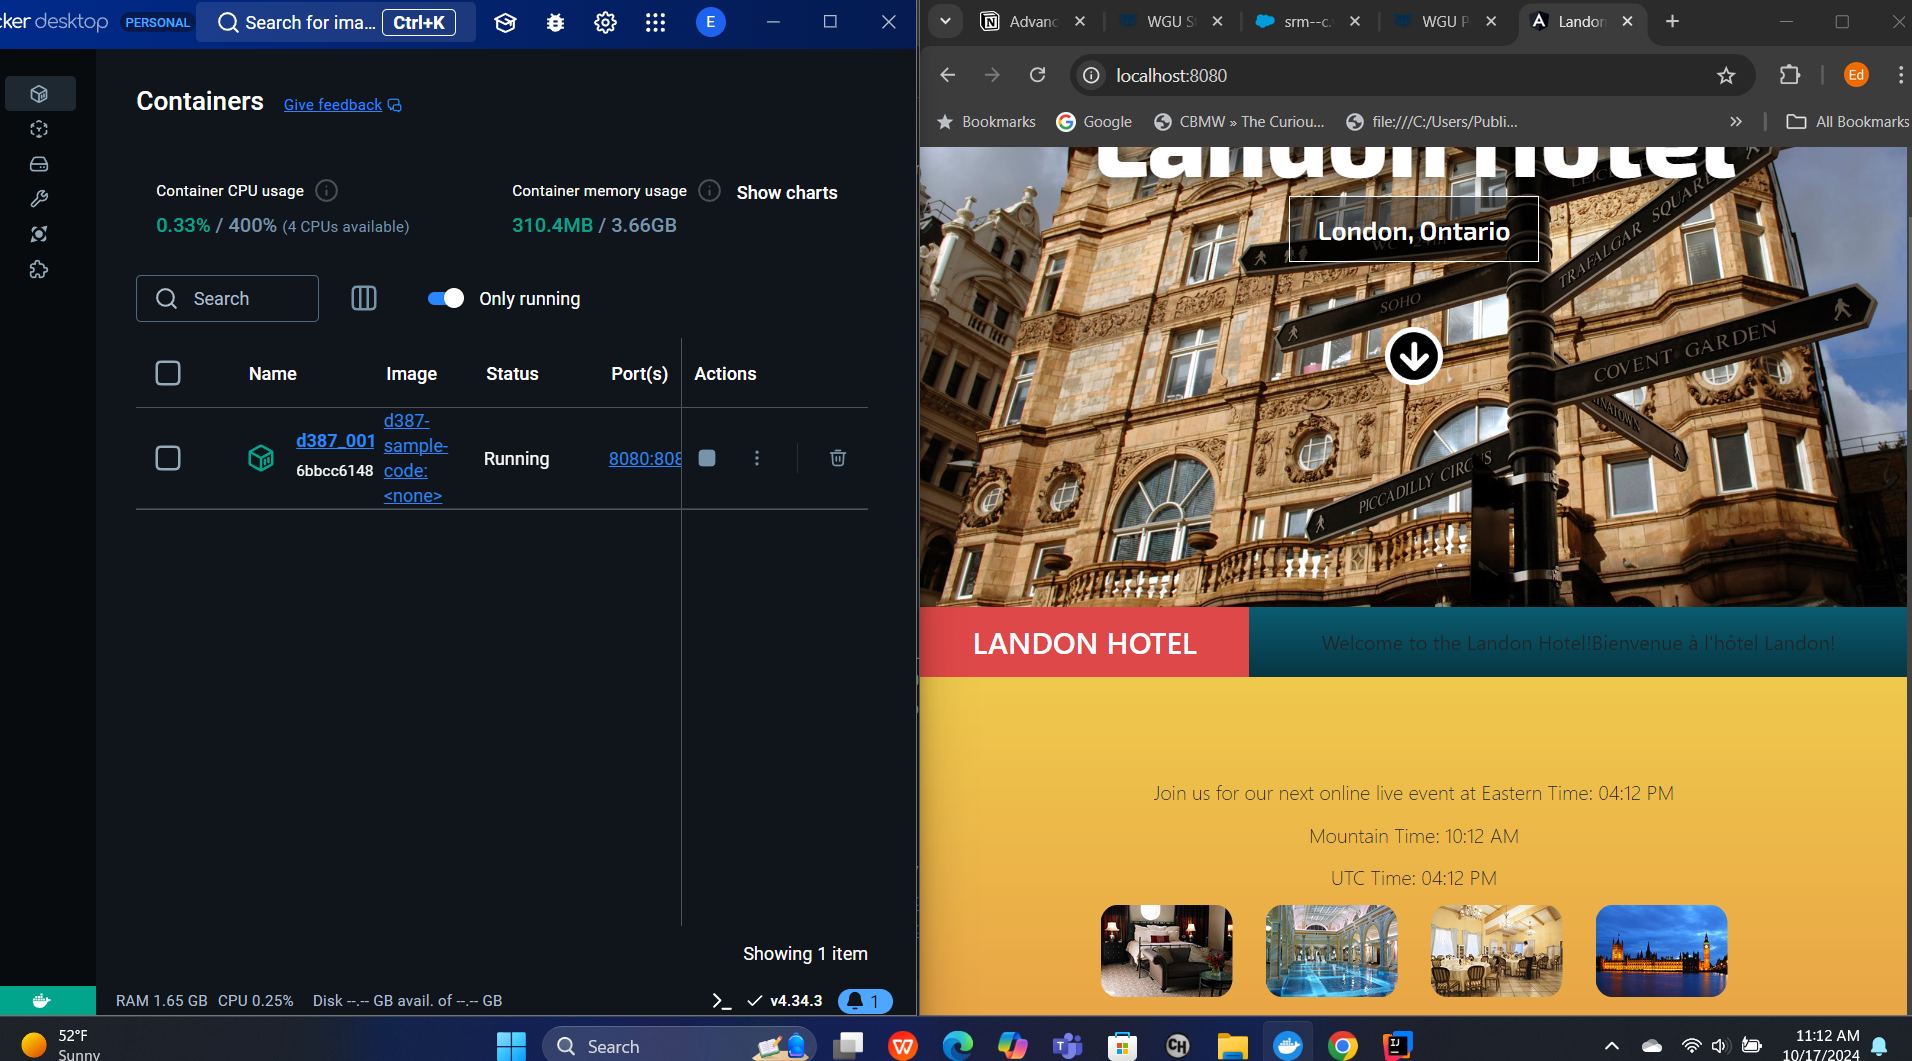 cker desktop PERSONAL Search for ima... Ctrl+K E
Containers Give feedback
Container CPU usage
0.33% / 400% (4 CPUs available)
Container memory usage
310.4MB / 3.66GB
Show charts
Search
Only running
Name Image Status Port(s) Actions
d387_001
6bbcc6148
d387-
sample-
code:
<none>
Running
8080:808
Showing 1 item
RAM 1.65 GB CPU 0.25% Disk --.-- GB avail. of --.-- GB
v4.34.3
1
Advanc WGU S srm--c. WGU P Landon
localhost:8080
Ed
Bookmarks Google CBMW » The Curiou... file:///C:/Users/Publi... » All Bookmarks
Landon Hotel
London, Ontario
TRAFALGAR SQUARE
SOHO
COVENT GARDEN
PICCADILLY CIRCUS
LANDON HOTEL
Welcome to the Landon Hotel!Bienvenue à l'hôtel Landon!
Join us for our next online live event at Eastern Time: 04:12 PM
Mountain Time: 10:12 AM
UTC Time: 04:12 PM
52°F
Sunny
Search
11:12 AM
10/17/2024